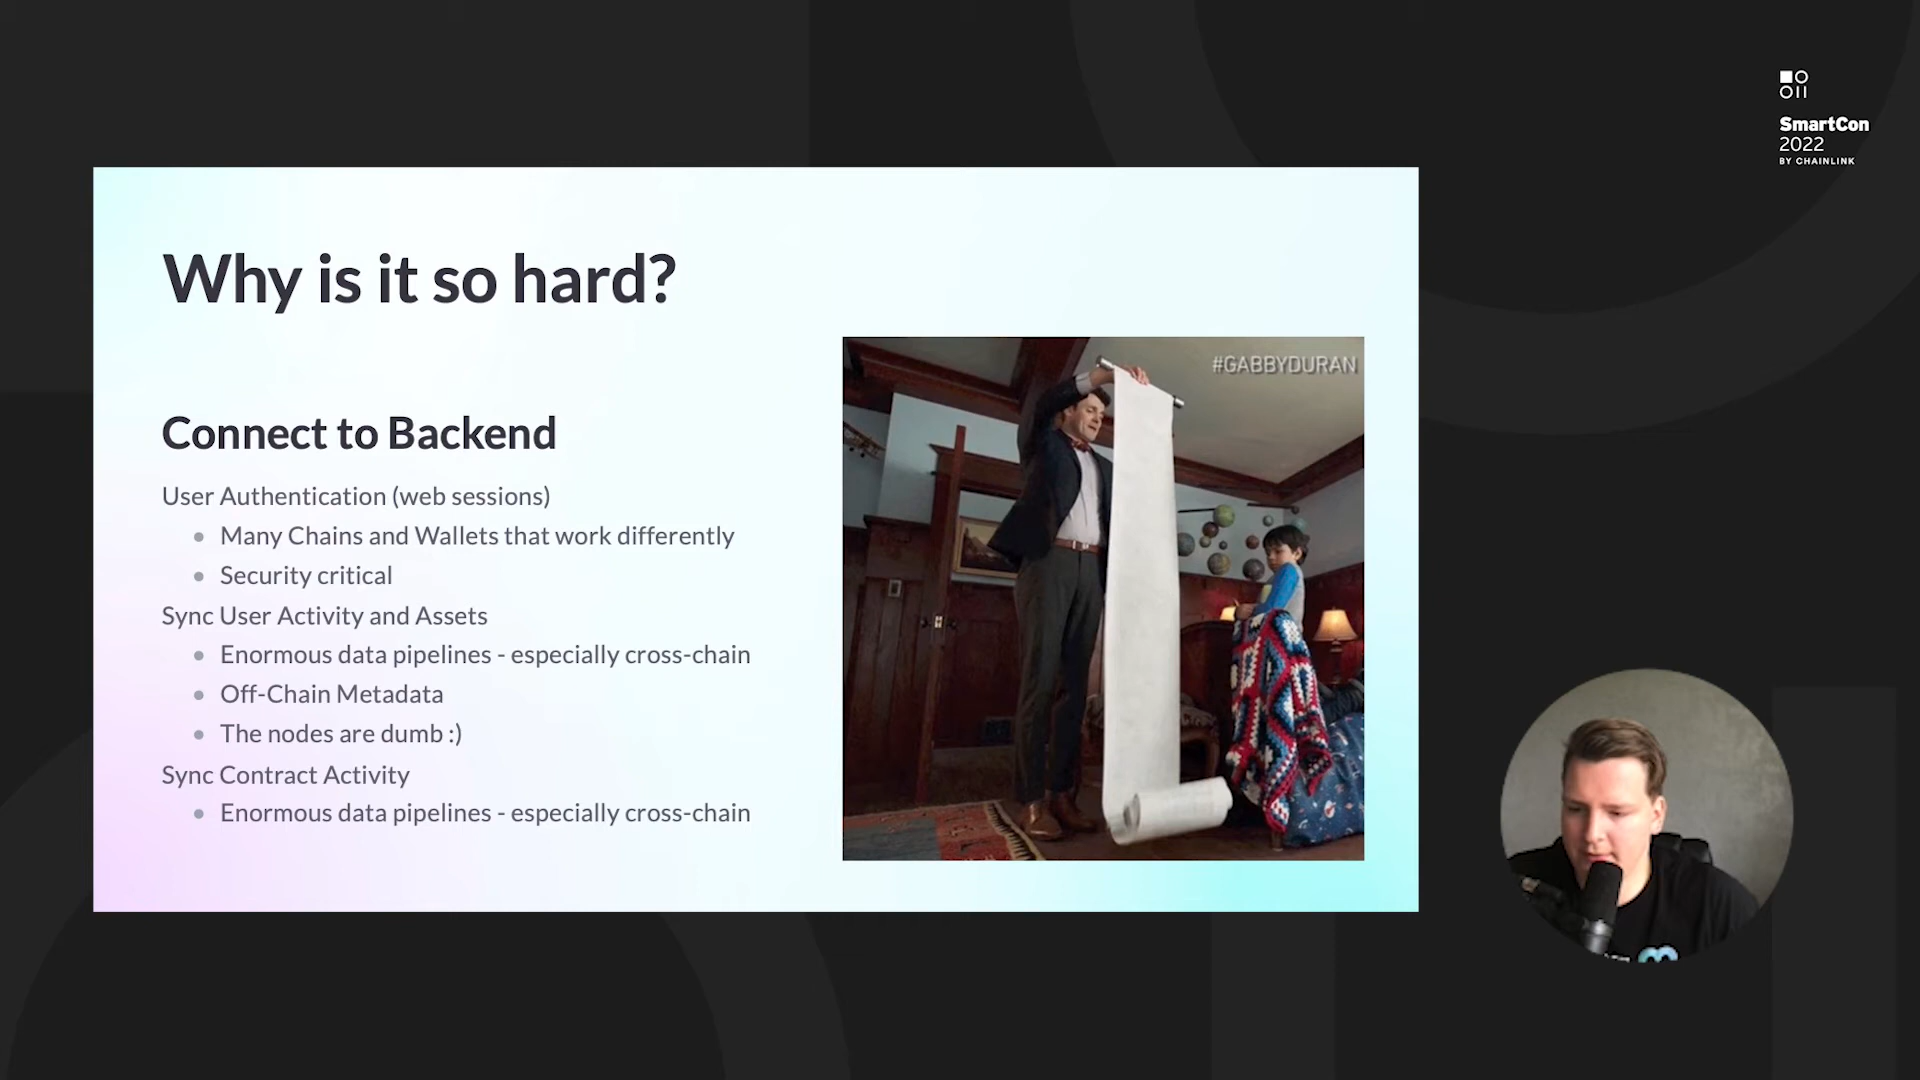 SmartCon
2022
BY CHAINLINK
Why is it so hard?
#GABBYDURAN
Connect to Backend
User Authentication (web sessions)
Many Chains and Wallets that work differently
Security critical
Sync User Activity and Assets
Enormous data pipelines - especially cross-chain
Off-Chain Metadata
The nodes are dumb :)
Sync Contract Activity
Enormous data pipelines - especially cross-chain